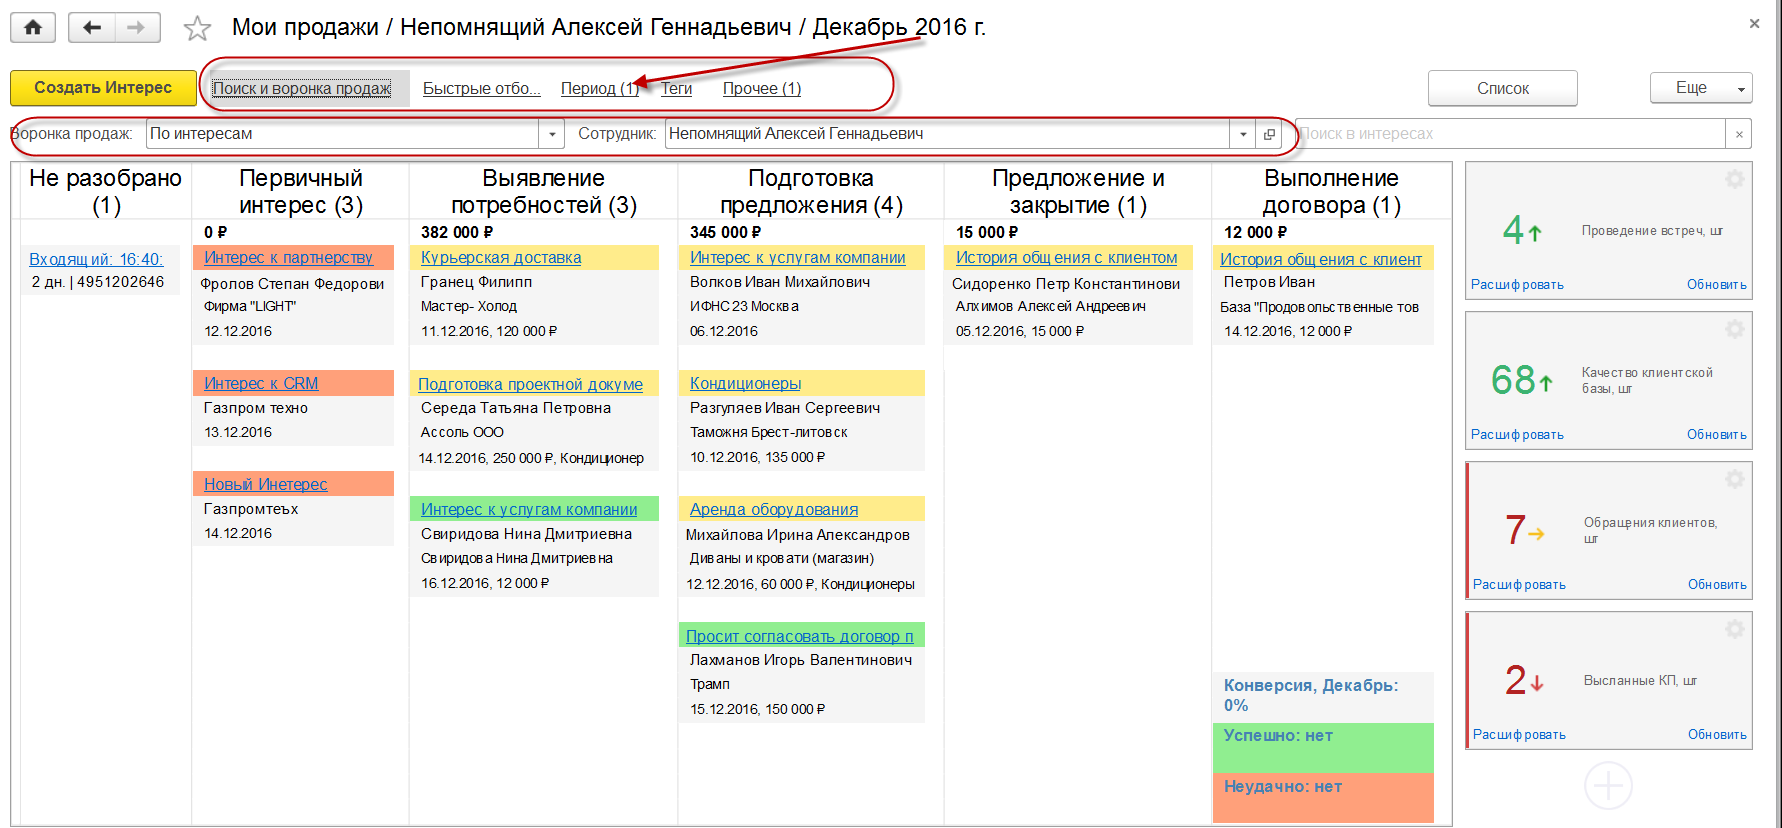 Мои продажи / Непомнящий Алексей Геннадьевич / Декабрь 2016 г.
Создать Интерес
Поиск и воронка продаж
Быстрые отбо...
Период (1)
Теги
Прочее (1)
Список
Еще
Воронка продаж:
По интересам
Сотрудник:
Непомнящий Алексей Геннадьевич
Поиск в интересах
Не разобрано
(1)
Входящий: 16:40:
2 дн. | 4951202646
Первичный
интерес (3)
0 ₽
Интерес к партнерству
Фролов Степан Федорови
Фирма "LIGHT"
12.12.2016
Интерес к CRM
Газпром техно
13.12.2016
Новый Инетерес
Газпромтеъх
14.12.2016
Выявление
потребностей (3)
382 000 ₽
Курьерская доставка
Гранец Филипп
Мастер- Холод
11.12.2016, 120 000 ₽
Подготовка проектной докуме
Середа Татьяна Петровна
Ассоль ООО
14.12.2016, 250 000 ₽, Кондиционер
Интерес к услугам компании
Свиридова Нина Дмитриевна
Свиридова Нина Дмитриевна
16.12.2016, 12 000 ₽
Подготовка
предложения (4)
345 000 ₽
Интерес к услугам компании
Волков Иван Михайлович
ИФНС 23 Москва
06.12.2016
Кондиционеры
Разгуляев Иван Сергеевич
Таможня Брест-литовск
10.12.2016, 135 000 ₽
Аренда оборудования
Михайлова Ирина Александров
Диваны и кровати (магазин)
12.12.2016, 60 000 ₽, Кондиционеры
Просит согласовать договор п
Лахманов Игорь Валентинович
Трамп
15.12.2016, 150 000 ₽
Предложение и
закрытие (1)
15 000 ₽
История общения с клиентом
Сидоренко Петр Константинови
Алхимов Алексей Андреевич
05.12.2016, 15 000 ₽
Выполнение
договора (1)
12 000 ₽
История общения с клиент
Петров Иван
База "Продовольственные тов
14.12.2016, 12 000 ₽
Конверсия, Декабрь:
0%
Успешно: нет
Неудачно: нет
4
Проведение встреч, шт
Расшифровать
Обновить
68
Качество клиентской
базы, шт
Расшифровать
Обновить
7
Обращения клиентов,
шт
Расшифровать
Обновить
2
Высланные КП, шт
Расшифровать
Обновить